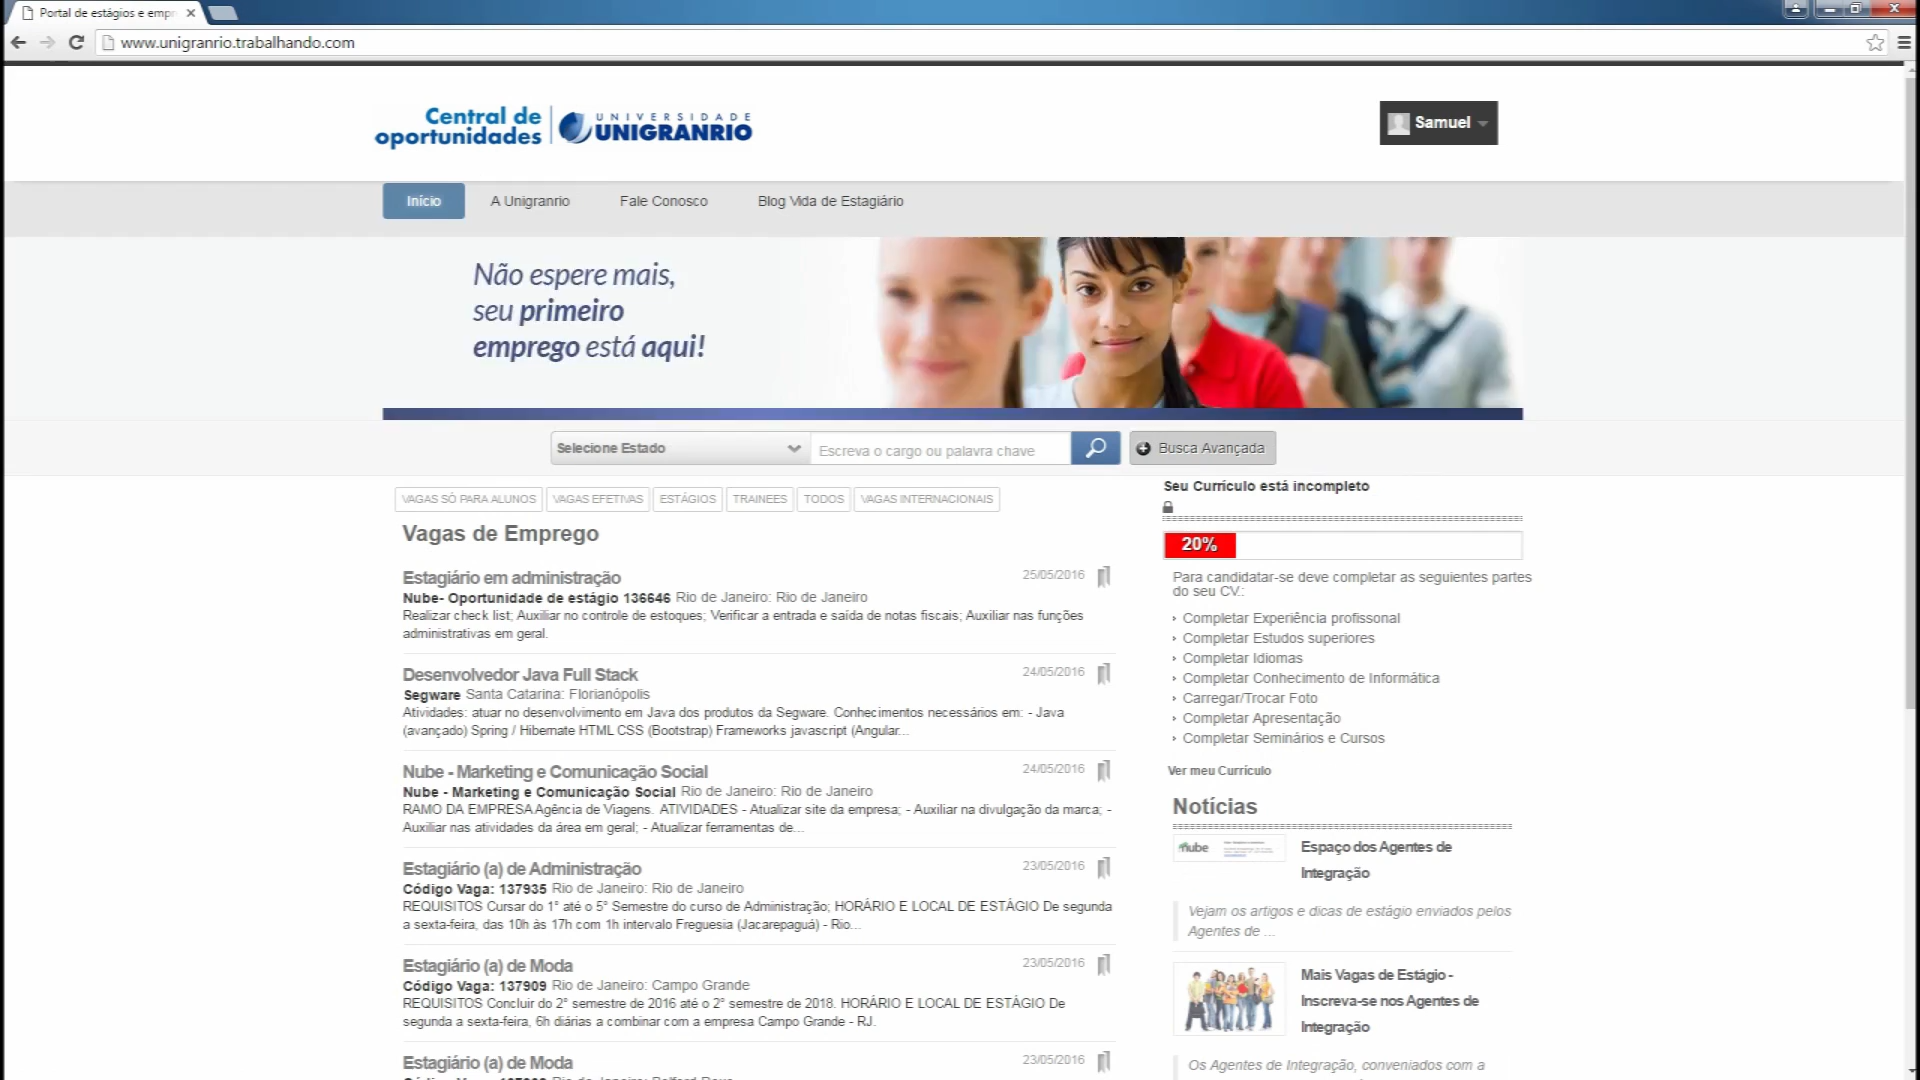 Portal de estágios e empr
www.unigranrio.trabalhando.com
Central de
oportunidades
UNIVERSIDADE
UNIGRANRIO
Samuel
Início
A Unigranrio
Fale Conosco
Blog Vida de Estagiário
Não espere mais,
seu primeiro
emprego está aqui!
Selecione Estado
Escreva o cargo ou palavra chave
Busca Avançada
VAGAS SÓ PARA ALUNOS
VAGAS EFETIVAS
ESTÁGIOS
TRAINEES
TODOS
VAGAS INTERNACIONAIS
Vagas de Emprego
Estagiário em administração
25/05/2016
Nube- Oportunidade de estágio 136646 Rio de Janeiro: Rio de Janeiro
Realizar check list; Auxiliar no controle de estoques; Verificar a entrada e saída de notas fiscais; Auxiliar nas funções
administrativas em geral.
Desenvolvedor Java Full Stack
24/05/2016
Segware Santa Catarina: Florianópolis
Atividades: atuar no desenvolvimento em Java dos produtos da Segware. Conhecimentos necessários em: - Java
(avançado) Spring / Hibernate HTML CSS (Bootstrap) Frameworks javascript (Angular...
Nube - Marketing e Comunicação Social
24/05/2016
Nube - Marketing e Comunicação Social Rio de Janeiro: Rio de Janeiro
RAMO DA EMPRESA Agência de Viagens. ATIVIDADES - Atualizar site da empresa; - Auxiliar na divulgação da marca; -
Auxiliar nas atividades da área em geral; - Atualizar ferramentas de...
Estagiário (a) de Administração
23/05/2016
Código Vaga: 137935 Rio de Janeiro: Rio de Janeiro
REQUISITOS Cursar do 1° até o 5° Semestre do curso de Administração; HORÁRIO E LOCAL DE ESTÁGIO De segunda
a sexta-feira, das 10h às 17h com 1h intervalo Freguesia (Jacarepaguá) - Rio...
Estagiário (a) de Moda
23/05/2016
Código Vaga: 137909 Rio de Janeiro: Campo Grande
REQUISITOS Concluir do 2° semestre de 2016 até o 2° semestre de 2018. HORÁRIO E LOCAL DE ESTÁGIO De
segunda a sexta-feira, 6h diárias a combinar com a empresa Campo Grande - RJ.
Estagiário (a) de Moda
23/05/2016
Seu Currículo está incompleto
20%
Para candidatar-se deve completar as seguientes partes
do seu CV.:
Completar Experiência profissonal
Completar Estudos superiores
Completar Idiomas
Completar Conhecimento de Informática
Carregar/Trocar Foto
Completar Apresentação
Completar Seminários e Cursos
Ver meu Currículo
Notícias
nube
Espaço dos Agentes de
Integração
Vejam os artigos e dicas de estágio enviados pelos
Agentes de ...
Mais Vagas de Estágio -
Inscreva-se nos Agentes de
Integração
Os Agentes de Integração, conveniados com a